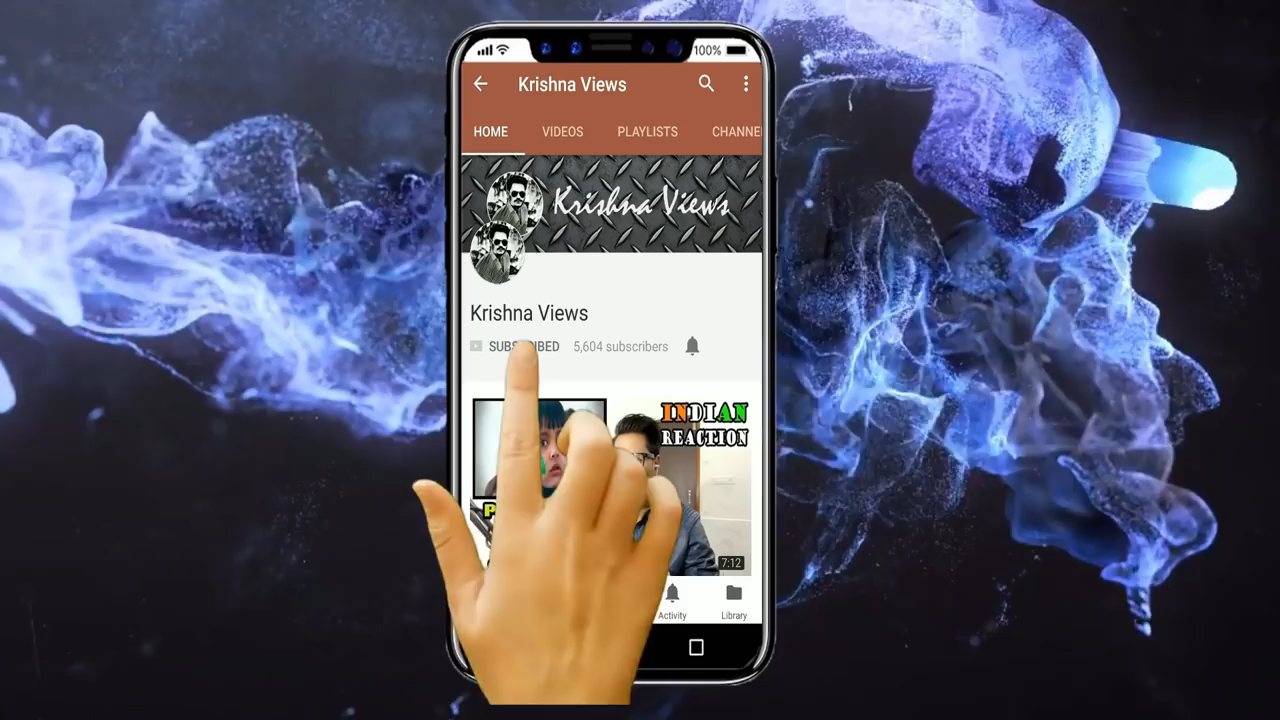 100%
Krishna Views
HOME VIDEOS PLAYLISTS CHANNE
Krishna Views
Krishna Views
5,604 subscribers
INDIAN
REACTION
P
7:12
Activity Library